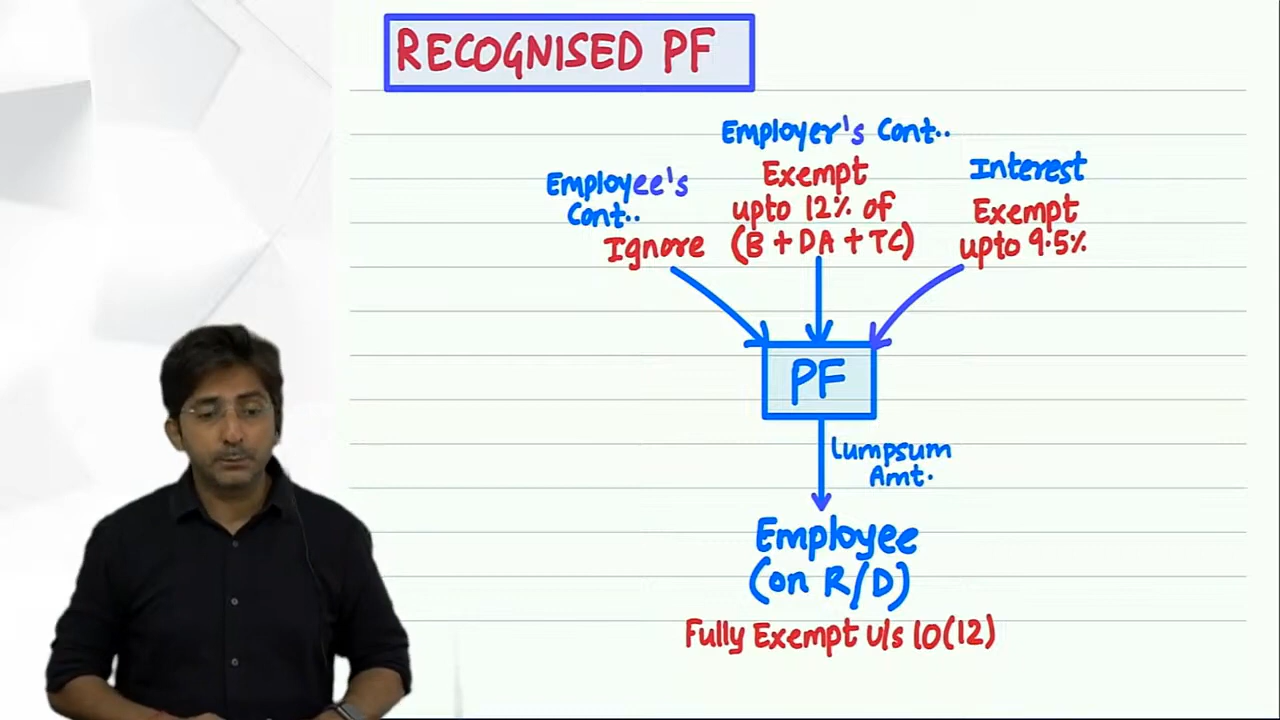 RECOGNISED PF
Employee's
Cont..
Ignore
Employer's Cont..
Exempt
upto 12% of
(B + DA + TC)
Interest
Exempt
upto 9.5%
PF
Lumpsum
Amt.
Employee
(on R/D)
Fully Exempt u/s 10(12)